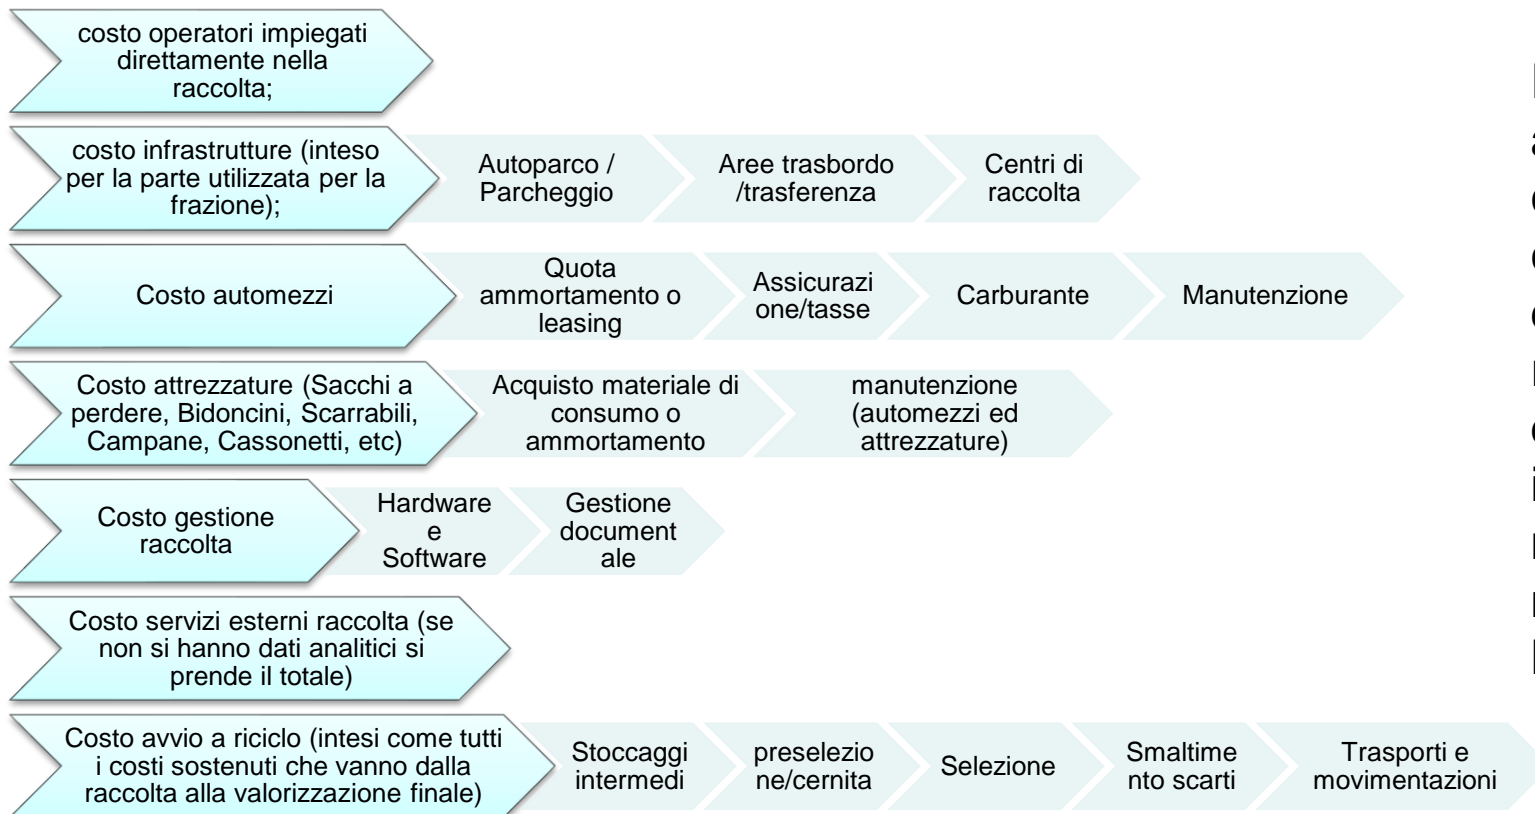 costo operatori impiegati
direttamente nella
raccolta;
costo infrastrutture (inteso
per la parte utilizzata per la
frazione);
Autoparco /
Parcheggio
Aree trasbordo
/trasferenza
Centri di
raccolta
Costo automezzi
Quota
ammortamento o
leasing
Assicurazi
one/tasse
Carburante
Manutenzione
Costo attrezzature (Sacchi a
perdere, Bidoncini, Scarrabili,
Campane, Cassonetti, etc)
Acquisto materiale di
consumo o
ammortamento
manutenzione
(automezzi ed
attrezzature)
Costo gestione
raccolta
Hardware
e
Software
Gestione
document
ale
Costo servizi esterni raccolta (se
non si hanno dati analitici si
prende il totale)
Costo avvio a riciclo (intesi come tutti
i costi sostenuti che vanno dalla
raccolta alla valorizzazione finale)
Stoccaggi
intermedi
preselezio
ne/cernita
Selezione
Smaltime
nto scarti
Trasporti e
movimentazioni